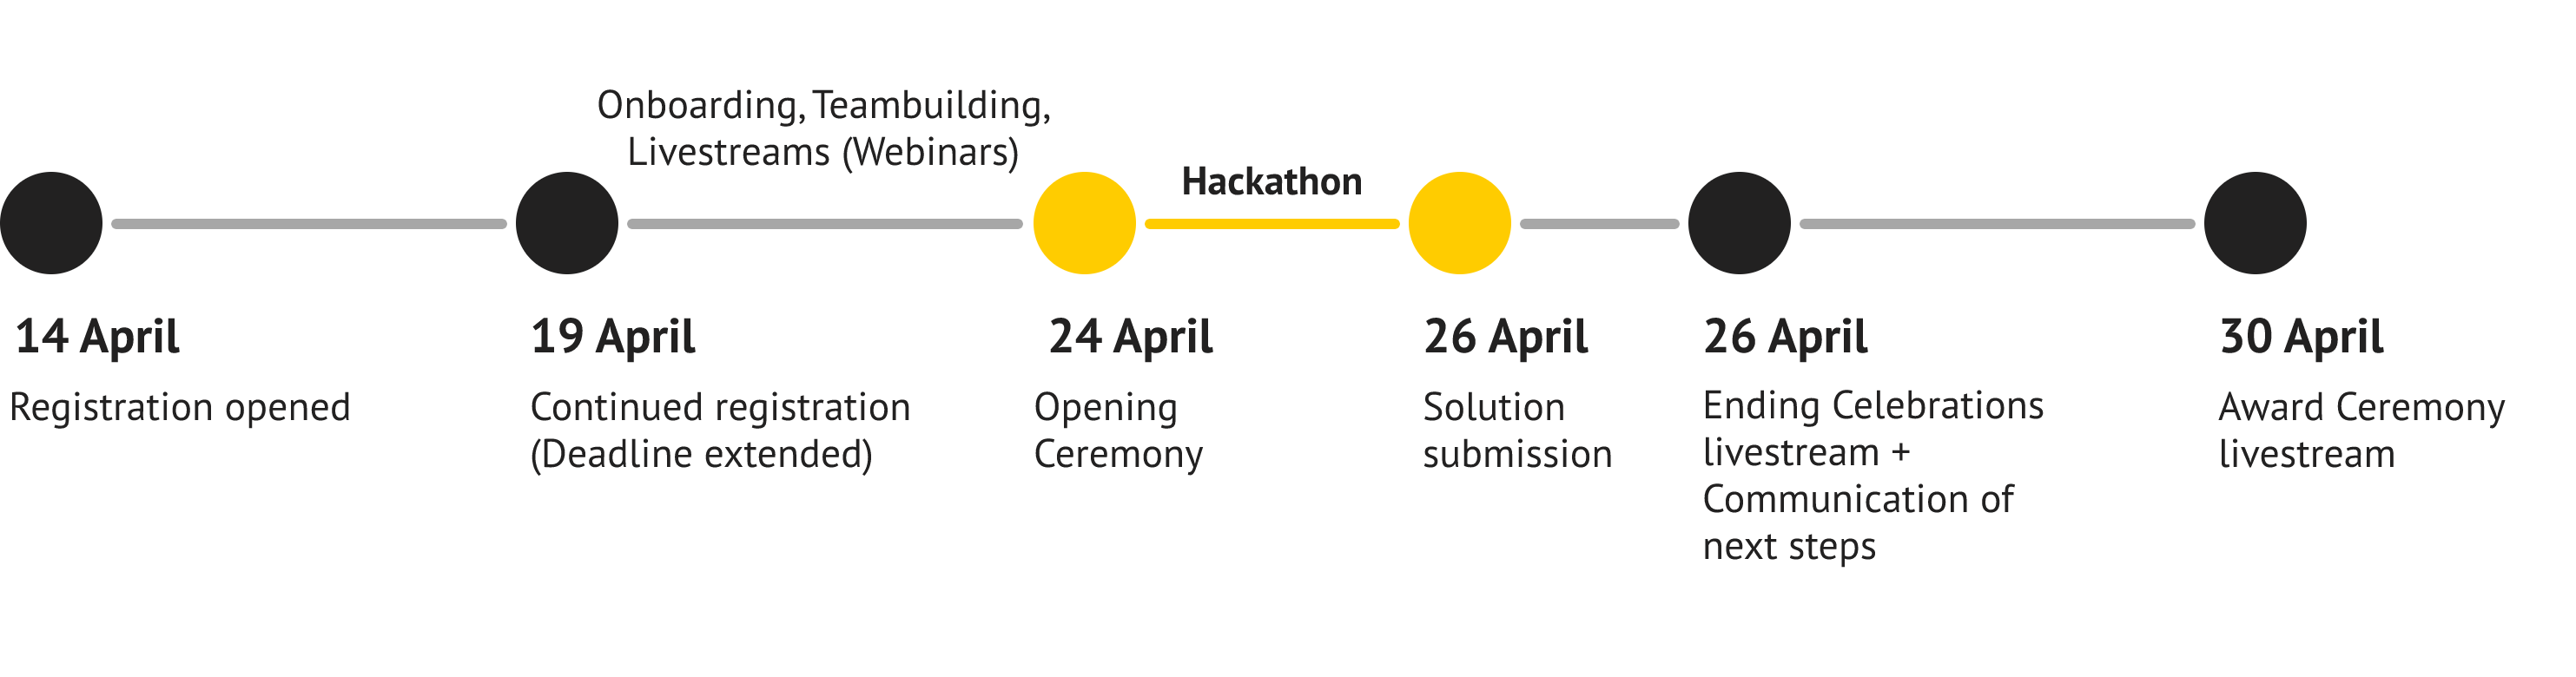 Onboarding, Teambuilding,
Livestreams (Webinars)
Hackathon
14 April
Registration opened
19 April
Continued registration
(Deadline extended)
24 April
Opening
Ceremony
26 April
Solution
submission
26 April
Ending Celebrations
livestream +
Communication of
next steps
30 April
Award Ceremony
livestream